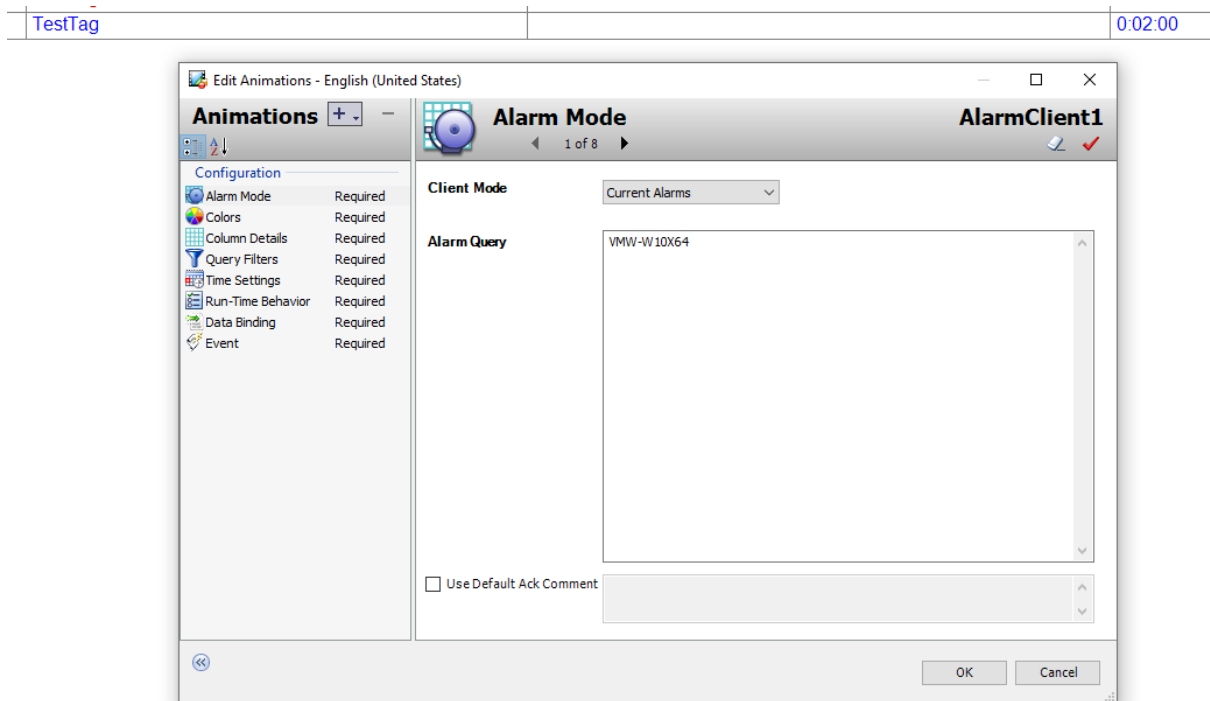 TestTag 0:02:00
Edit Animations - English (United States)
Animations
Alarm Mode AlarmClient1
1 of 8
Configuration
Alarm Mode Required
Colors Required
Column Details Required
Query Filters Required
Time Settings Required
Run-Time Behavior Required
Data Binding Required
Event Required
Client Mode Current Alarms
Alarm Query VMW-W10X64
Use Default Ack Comment
OK Cancel